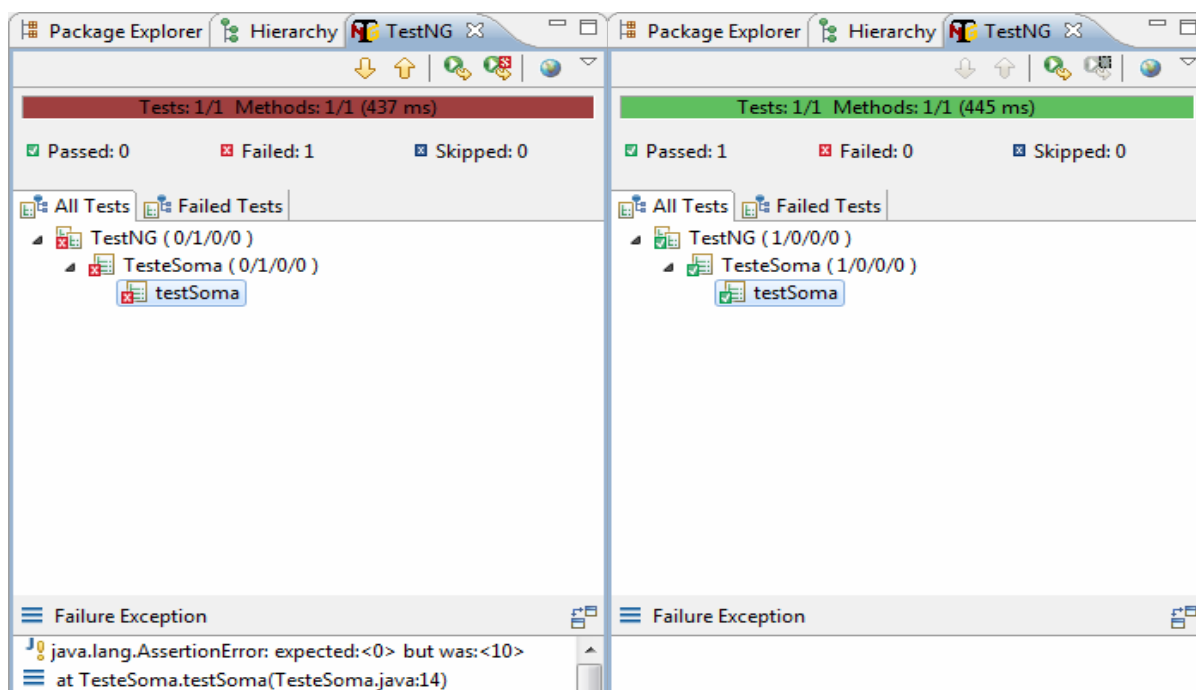 Package Explorer Hierarchy TestNG
Tests: 1/1 Methods: 1/1 (437 ms)
Passed: 0 Failed: 1 Skipped: 0
All Tests Failed Tests
TestNG ( 0/1/0/0 )
TesteSoma ( 0/1/0/0 )
testSoma
Failure Exception
java.lang.AssertionError: expected:<0> but was:<10>
at TesteSoma.testSoma(TesteSoma.java:14)
Package Explorer Hierarchy TestNG
Tests: 1/1 Methods: 1/1 (445 ms)
Passed: 1 Failed: 0 Skipped: 0
All Tests Failed Tests
TestNG ( 1/0/0/0 )
TesteSoma ( 1/0/0/0 )
testSoma
Failure Exception